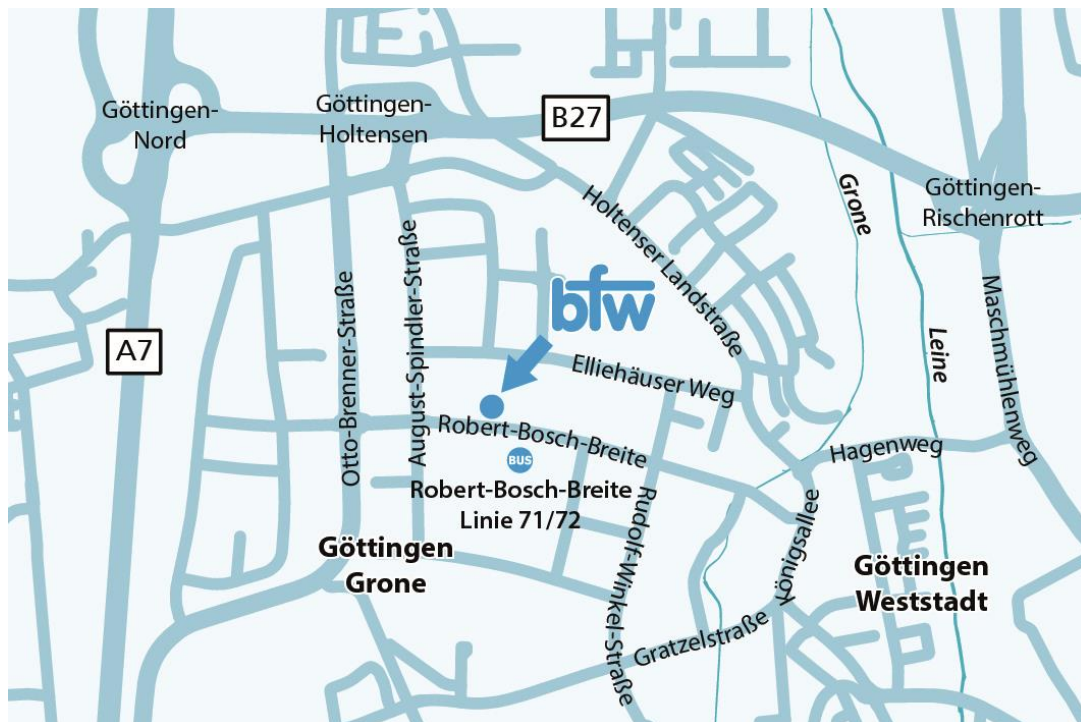 Göttingen-
Nord
Göttingen-
Holtensen
B27
Göttingen-
Rischenrott
Grone
Holtenser Landstraße
bfw
A7
Otto-Brenner-Straße
August-Spindler-Straße
Leine
Maschmühlenweg
Elliehäuser Weg
Robert-Bosch-Breite
BUS
Robert-Bosch-Breite
Linie 71/72
Hagenweg
Rudolf-Winkel-Straße
Königsallee
Göttingen
Grone
Göttingen
Weststadt
Gratzelstraße